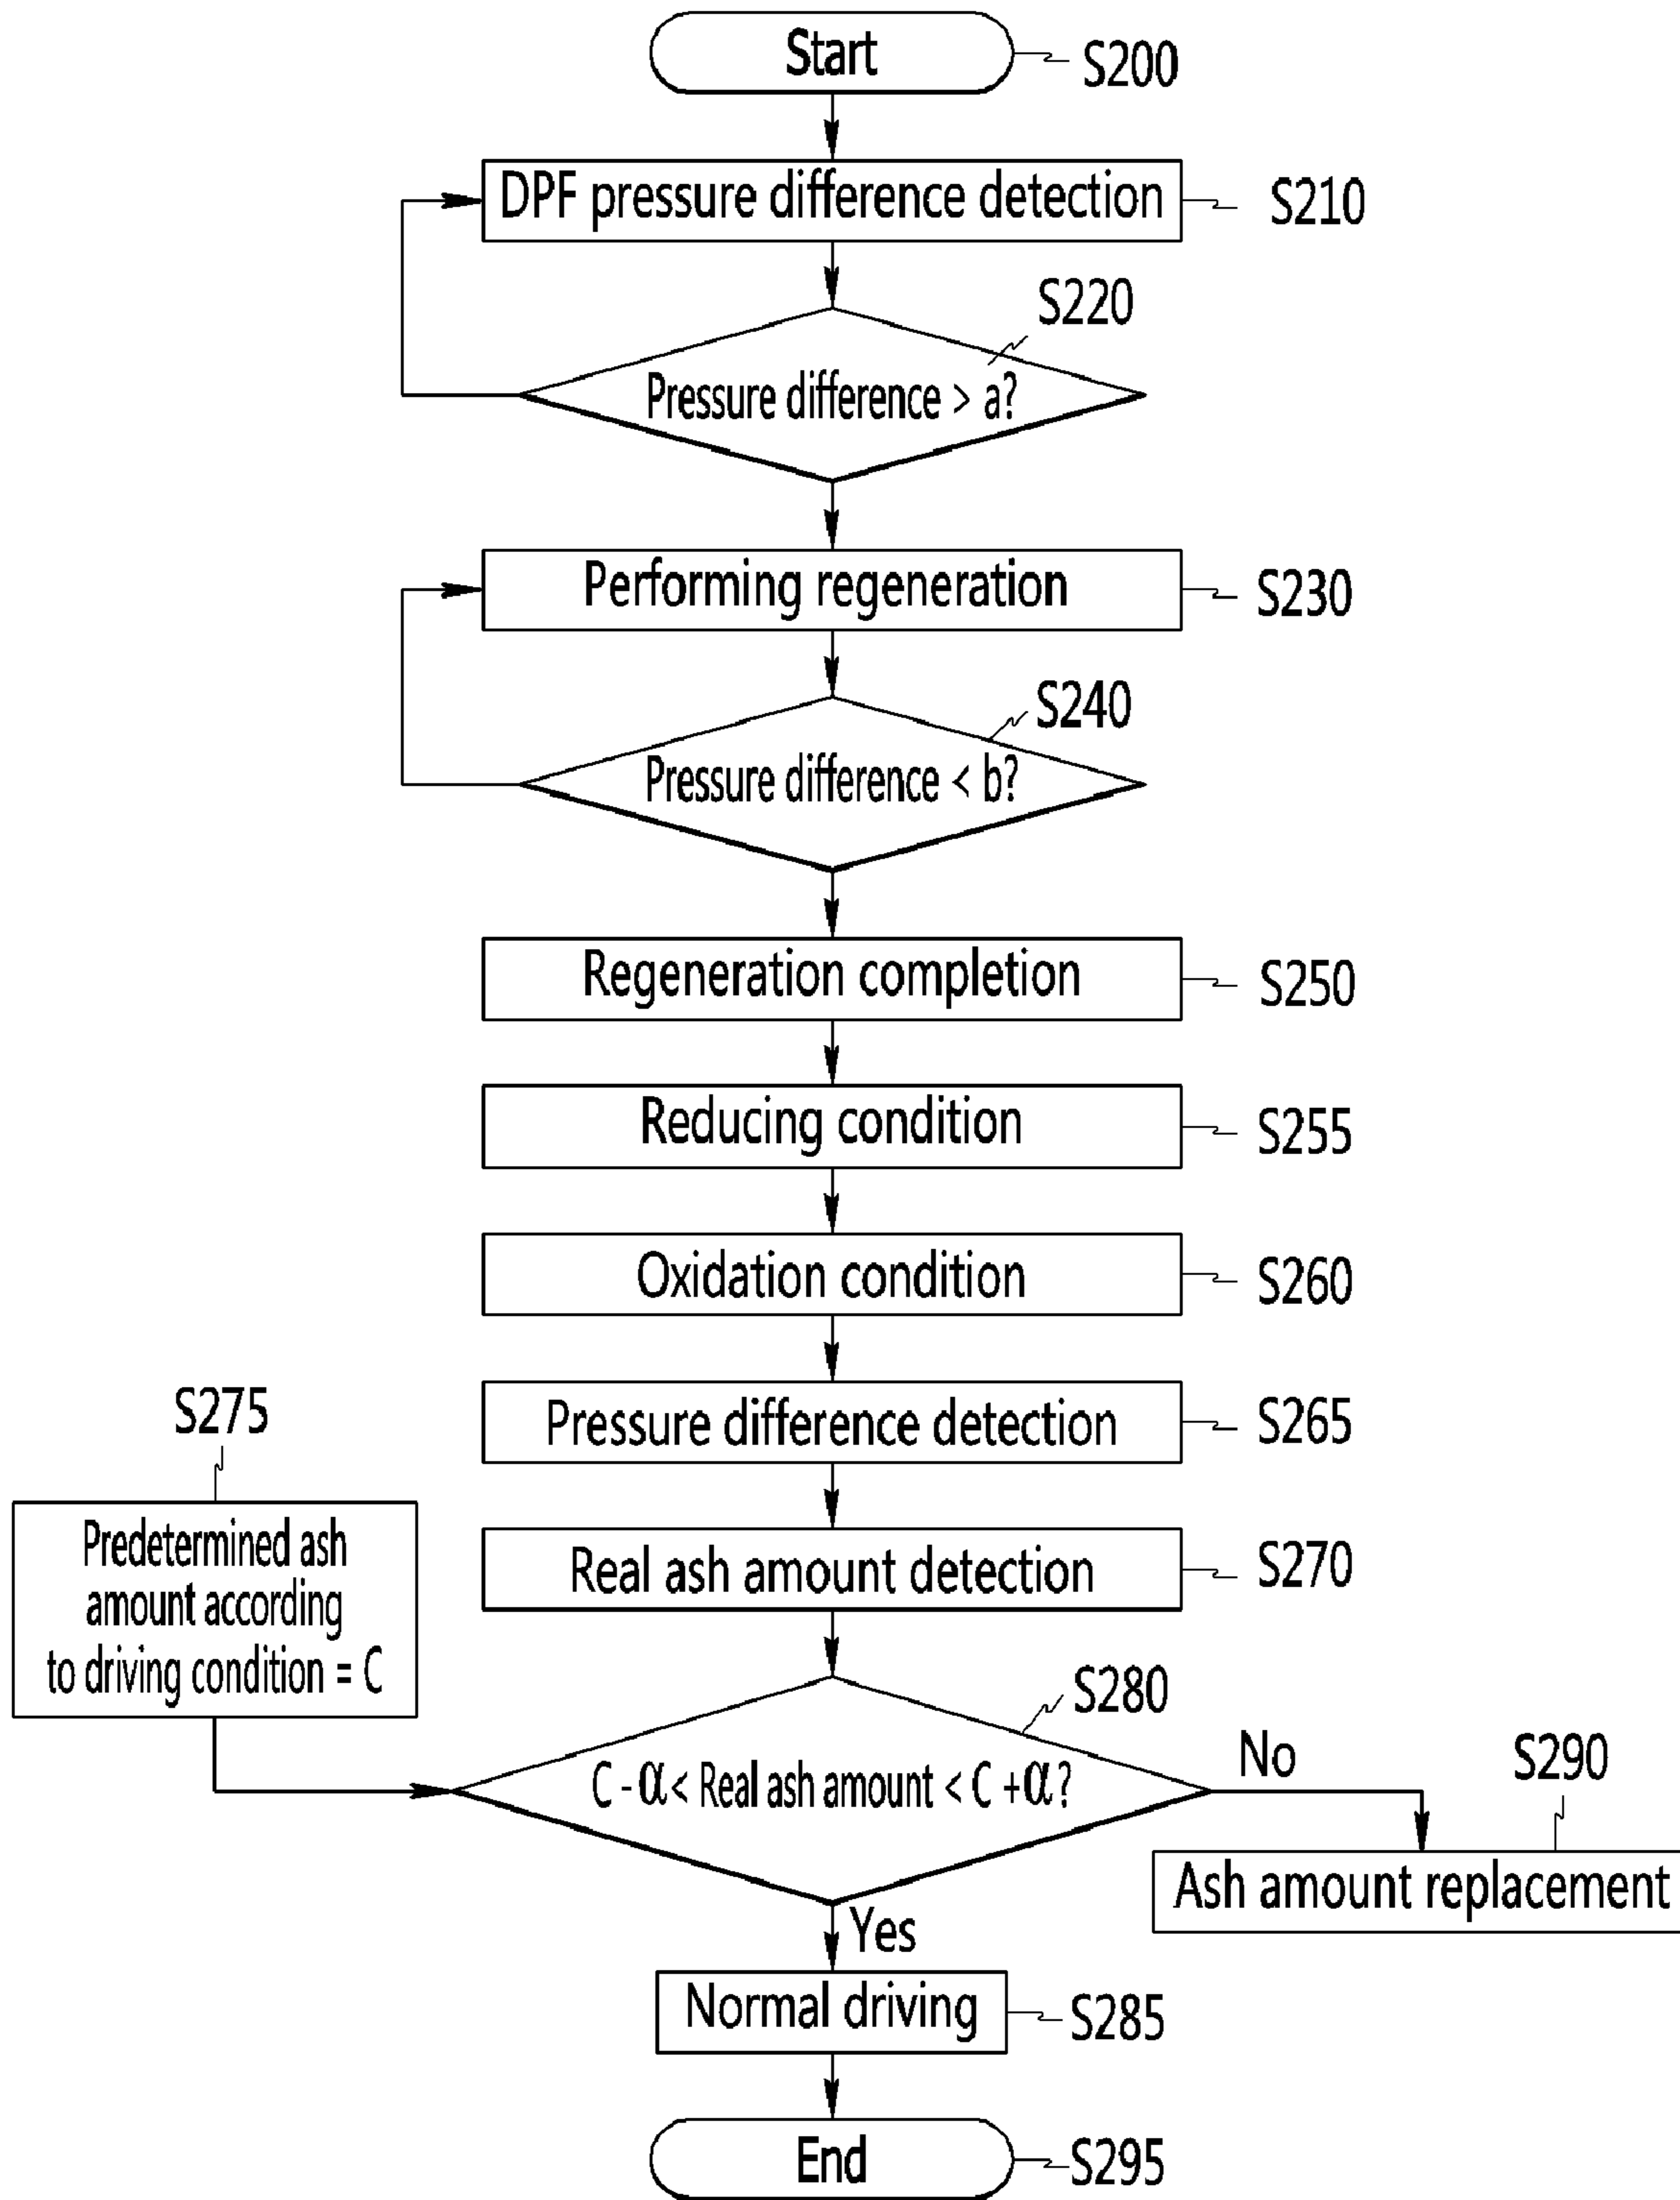 Start
S200
DPF pressure difference detection
S210
S220
Pressure difference > a?
Performing regeneration
S230
S240
Pressure difference < b?
Regeneration completion
S250
Reducing condition
S255
Oxidation condition
S260
Pressure difference detection
S265
S275
Predetermined ash
amount according
to driving condition = C
Real ash amount detection
S270
S280
C - α < Real ash amount < C + α?
No
S290
Ash amount replacement
Yes
Normal driving
S285
End
S295